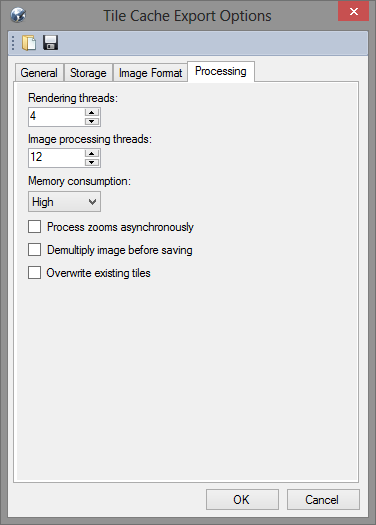 Tile Cache Export Options
General Storage Image Format Processing
Rendering threads:
4
Image processing threads:
12
Memory consumption:
High
Process zooms asynchronously
Demultiply image before saving
Overwrite existing tiles
OK Cancel